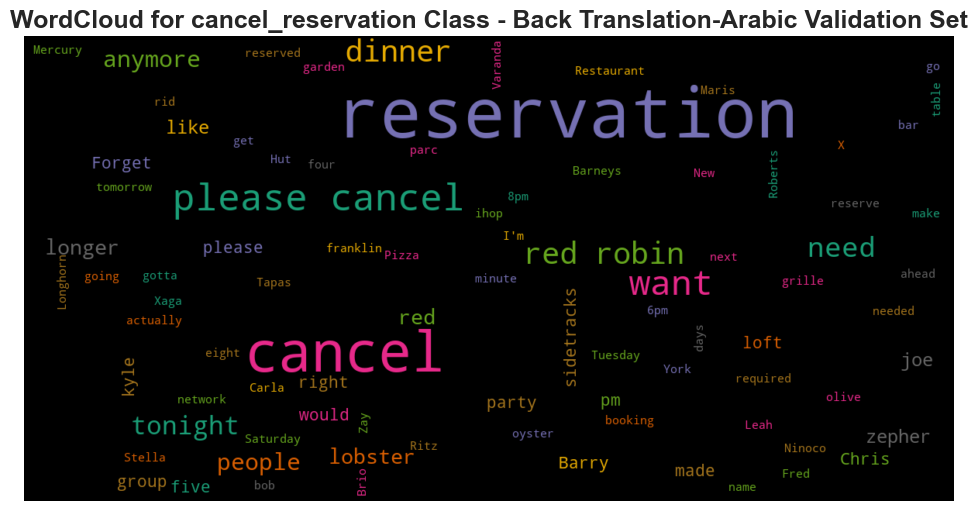 WordCloud for cancel_reservation Class - Back Translation-Arabic Validation Set
Mercury
anymore
reserved
garden
dinner
Varanda
Restaurant
go
rid
like
get
reservation
Maris
table
bar
X
Forget
Hut
four
parc
Barneys
New
Roberts
tomorrow
please cancel
8pm
ihop
reserve
make
longer
please
franklin
Pizza
I'm
red robin
next
need
Longhorn
going
gotta
Tapas
minute
want
grille
ahead
Xaga
actually
red
sidetracks
6pm
needed
eight
cancel
Tuesday
days
loft
joe
kyle
Carla
right
York
required
network
would
party
pm
booking
olive
tonight
Saturday
Zay
Ritz
oyster
Leah
zepher
Stella
people
lobster
Barry
made
Ninoco
Chris
group
five
bob
Brio
name
Fred